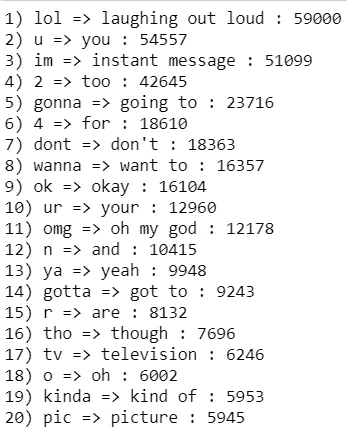 1) lol => laughing out loud : 59000
2) u => you : 54557
3) im => instant message : 51099
4) 2 => too : 42645
5) gonna => going to : 23716
6) 4 => for : 18610
7) dont => don't : 18363
8) wanna => want to : 16357
9) ok => okay : 16104
10) ur => your : 12960
11) omg => oh my god : 12178
12) n => and : 10415
13) ya => yeah : 9948
14) gotta => got to : 9243
15) r => are : 8132
16) tho => though : 7696
17) tv => television : 6246
18) o => oh : 6002
19) kinda => kind of : 5953
20) pic => picture : 5945